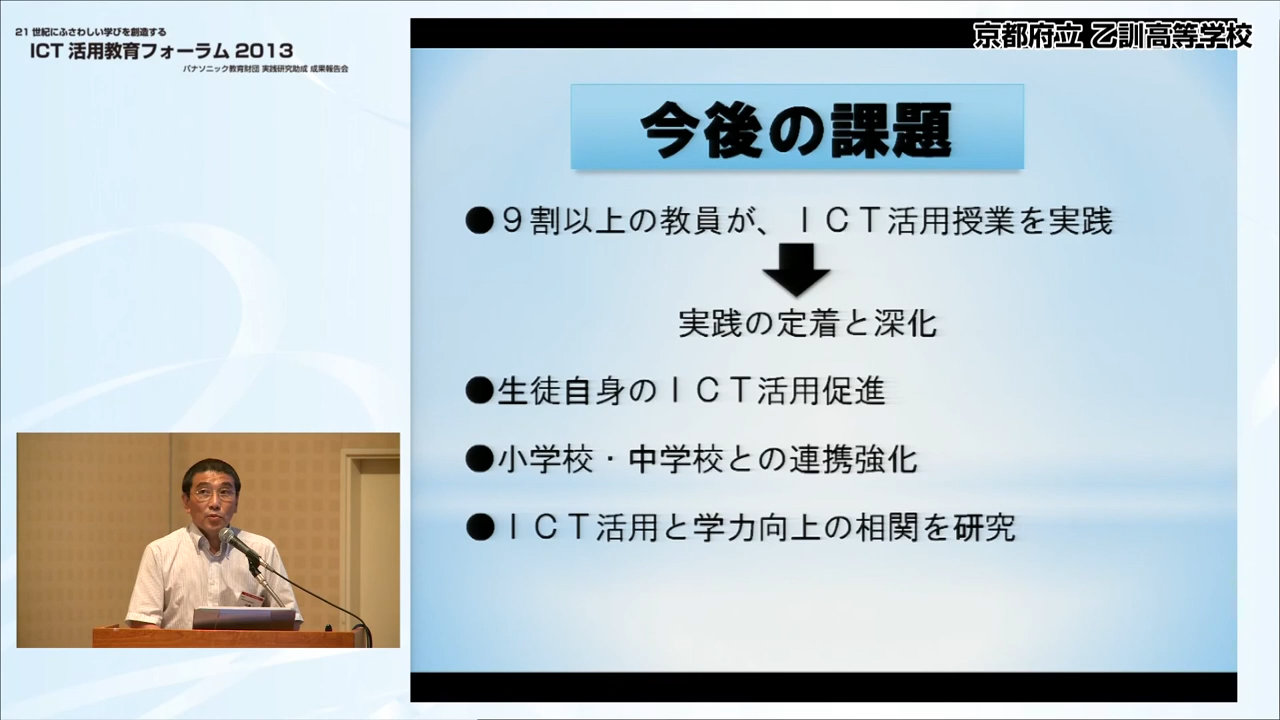 21世紀にふさわしい学びを創造する
ICT 活用教育フォーラム 2013
パナソニック教育財団 実践研究助成 成果報告会
京都府立 乙訓高等学校
今後の課題
●９割以上の教員が、ＩＣＴ活用授業を実践
実践の定着と深化
●生徒自身のＩＣＴ活用促進
●小学校・中学校との連携強化
●ＩＣＴ活用と学力向上の相関を研究